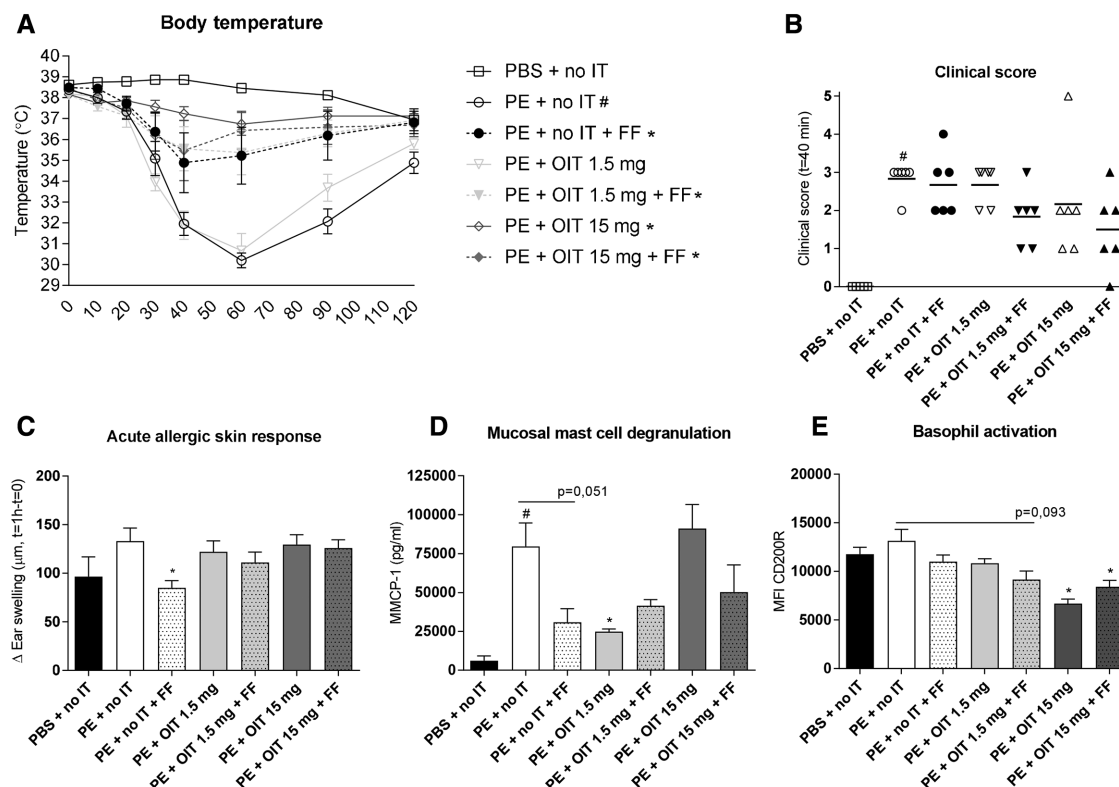 A
Body temperature
Temperature (°C)
40
39
38
37
36
35
34
33
32
31
30
29
0
10
20
30
40
50
60
70
80
90
100
110
120
PBS + no IT
PE + no IT #
PE + no IT + FF *
PE + OIT 1.5 mg
PE + OIT 1.5 mg + FF *
PE + OIT 15 mg *
PE + OIT 15 mg + FF *
B
Clinical score
Clinical score (t=40 min)
5
4
3
2
1
0
#
PBS + no IT
PE + no IT
PE + no IT + FF
PE + OIT 1.5 mg
PE + OIT 1.5 mg + FF
PE + OIT 15 mg
PE + OIT 15 mg + FF
C
Acute allergic skin response
Δ Ear swelling (μm, t=1h-t=0)
200
150
100
50
0
*
PBS + no IT
PE + no IT
PE + no IT + FF
PE + OIT 1.5 mg
PE + OIT 1.5 mg + FF
PE + OIT 15 mg
PE + OIT 15 mg + FF
D
Mucosal mast cell degranulation
MMCP-1 (pg/ml)
125000
100000
75000
50000
25000
0
p=0,051
#
*
PBS + no IT
PE + no IT
PE + no IT + FF
PE + OIT 1.5 mg
PE + OIT 1.5 mg + FF
PE + OIT 15 mg
PE + OIT 15 mg + FF
E
Basophil activation
MFI CD200R
20000
15000
10000
5000
0
p=0,093
*
*
PBS + no IT
PE + no IT
PE + no IT + FF
PE + OIT 1.5 mg
PE + OIT 1.5 mg + FF
PE + OIT 15 mg
PE + OIT 15 mg + FF